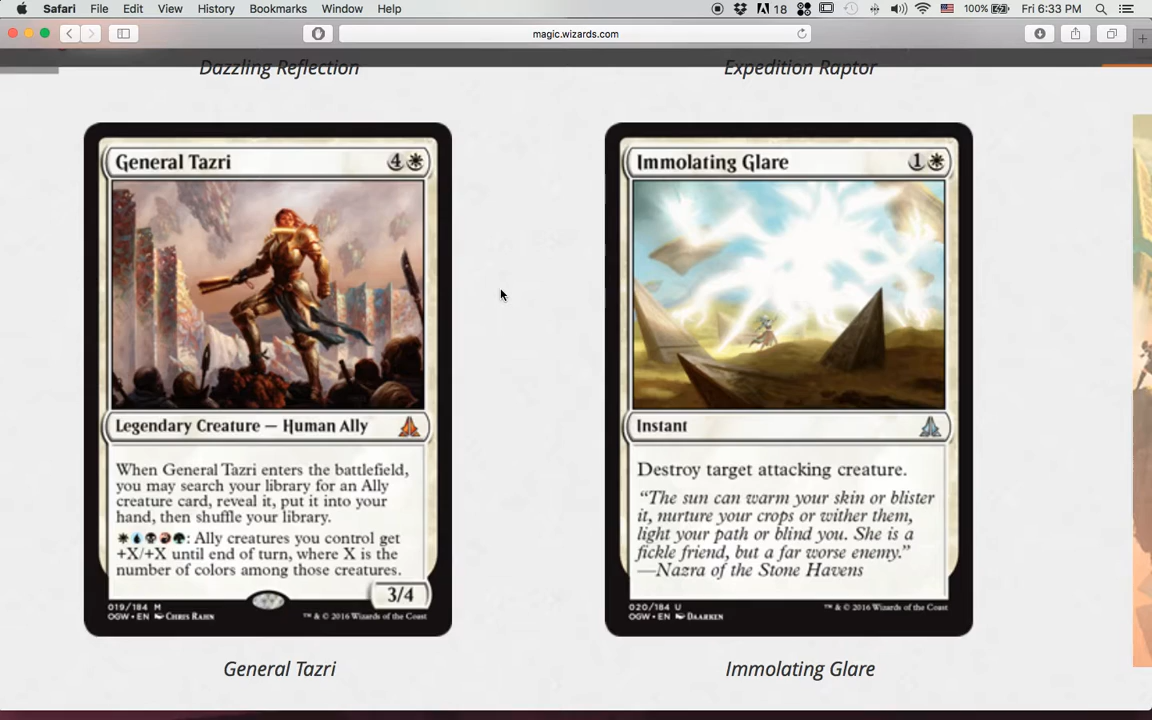 Safari File Edit View History Bookmarks Window Help 18 100% Fri 6:33 PM
magic.wizards.com
Dazzling Reflection
Expedition Raptor
General Tazri 4
Legendary Creature — Human Ally
When General Tazri enters the battlefield,
you may search your library for an Ally
creature card, reveal it, put it into your
hand, then shuffle your library.
: Ally creatures you control get
+X/+X until end of turn, where X is the
number of colors among those creatures.
3/4
019/184 M
OGW • EN Chris Rahn ™ & © 2016 Wizards of the Coast
General Tazri
Immolating Glare 1
Instant
Destroy target attacking creature.
“The sun can warm your skin or blister
it, nurture your crops or wither them,
light your path or blind you. She is a
fickle friend, but a far worse enemy.”
—Nazra of the Stone Havens
020/184 U
OGW • EN Daarken ™ & © 2016 Wizards of the Coast
Immolating Glare